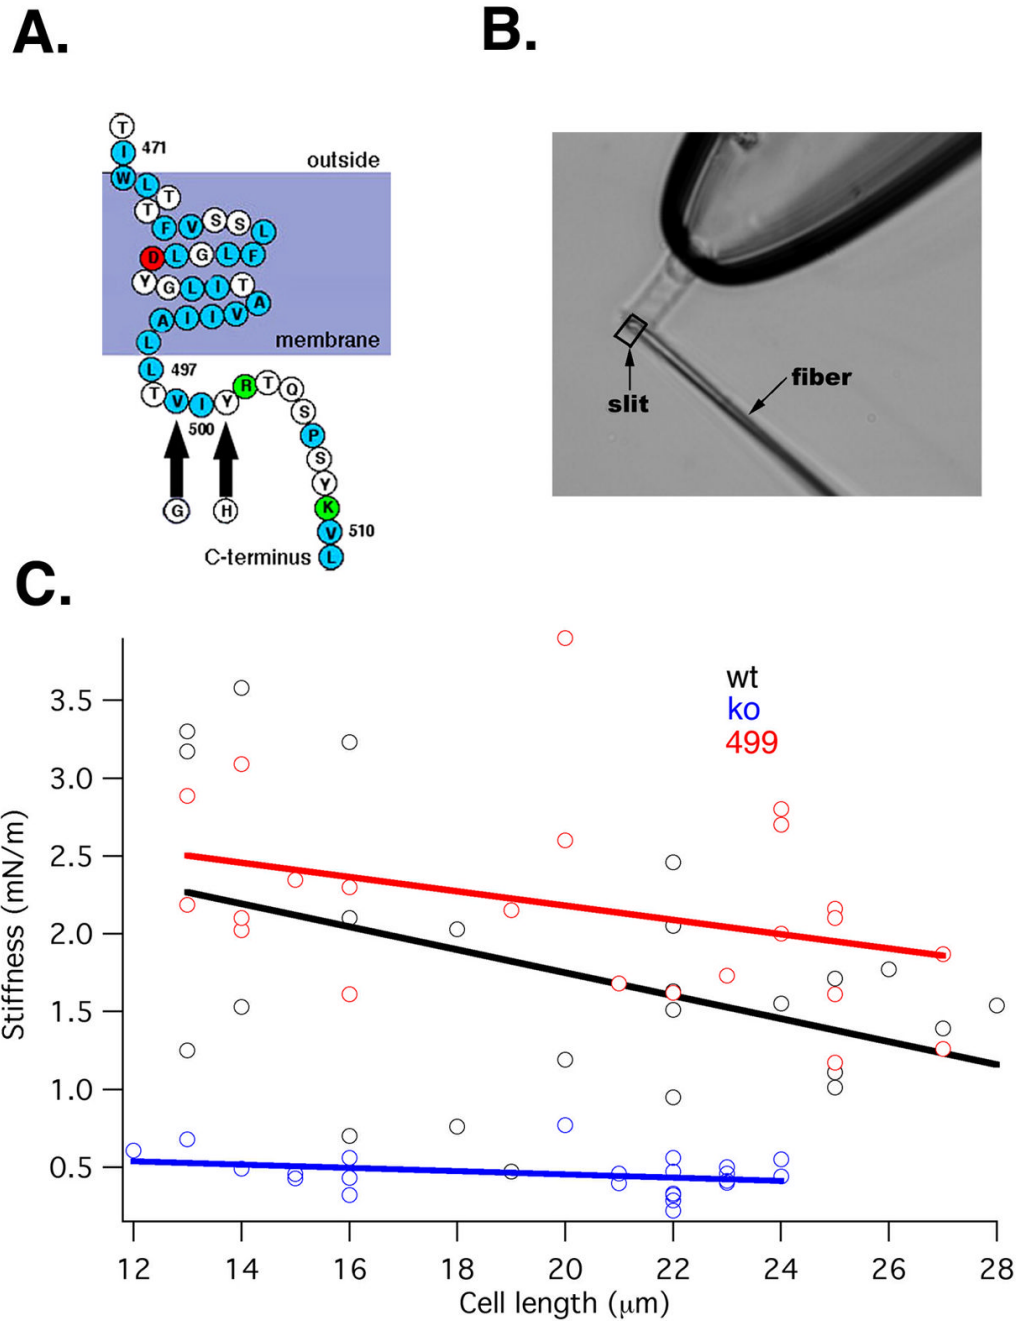 A.
B.
T
I 471
outside
W L T
T
F V S S L
D L G L F
Y G L I T
A I I V A
L
membrane
L 497
T V I Y R T Q
500
S
P
S
Y
K
G H
V 510
C-terminus L
slit
fiber
C.
wt
ko
499
3.5
3.0
2.5
2.0
1.5
1.0
0.5
Stiffness (mN/m)
12 14 16 18 20 22 24 26 28
Cell length (μm)